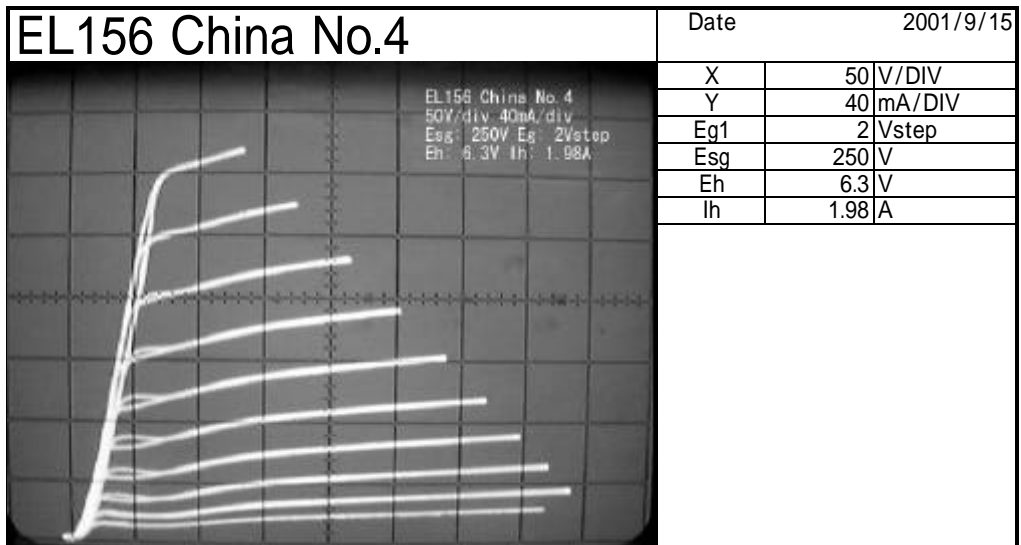 EL156 China No.4
Date 2001/9/15
X 50 V/DIV
Y 40 mA/DIV
Eg1 2 Vstep
Esg 250 V
Eh 6.3 V
Ih 1.98 A
EL156 China No.4
50V/div 40mA/div
Esg: 250V Eg: 2Vstep
Eh: 6.3V Ih: 1.98A